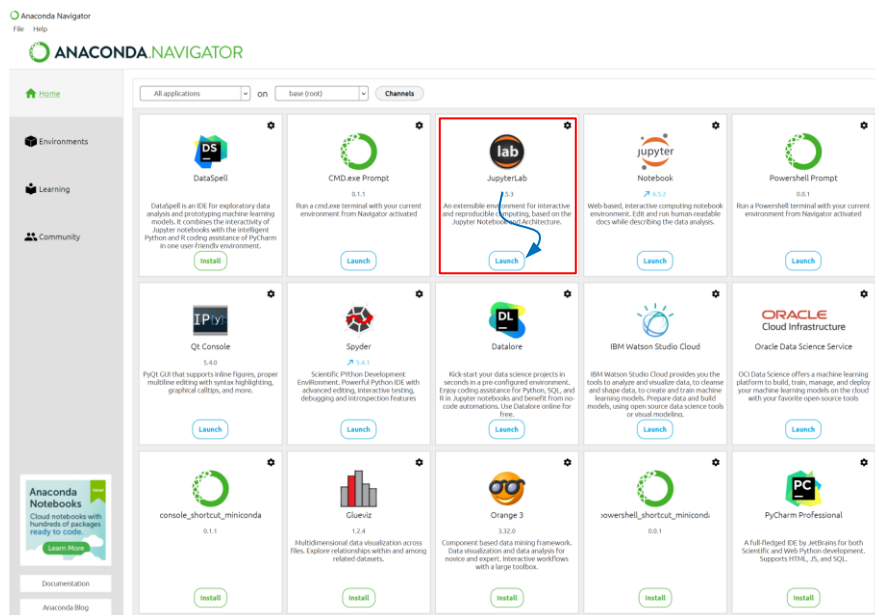 Anaconda Navigator
File Help
ANACONDA.NAVIGATOR
Home
Environments
Learning
Community
All applications on base (root) Channels
DS
DataSpell
DataSpell is an IDE for exploratory data
analysis and prototyping machine learning
models. It combines the interactivity of
Jupyter notebooks with the intelligent
Python and R coding assistance of PyCharm
in one user-friendly environment.
Install
CMD.exe Prompt
0.1.1
Run a cmd.exe terminal with your current
environment from Navigator activated
Launch
lab
JupyterLab
.5.3
An extensible environment for interactive
and reproducible computing, based on the
Jupyter Notebook and Architecture.
Launch
jupyter
Notebook
6.5.2
Web-based, interactive computing notebook
environment. Edit and run human-readable
docs while describing the data analysis.
Launch
Powershell Prompt
0.0.1
Run a Powershell terminal with your current
environment from Navigator activated
Launch
IP[y]
Qt Console
5.4.0
PyQt GUI that supports inline figures, proper
multiline editing with syntax highlighting,
graphical calltips, and more.
Launch
Spyder
5.4.1
Scientific PYthon Development
EnviRonment. Powerful Python IDE with
advanced editing, interactive testing,
debugging and introspection features
Launch
DL
Datalore
Kick-start your data science projects in
seconds in a pre-configured environment.
Enjoy coding assistance for Python, SQL, and
R in Jupyter notebooks and benefit from no-
code automations. Use Datalore online for
free.
Launch
IBM Watson Studio Cloud
IBM Watson Studio Cloud provides you the
tools to analyze and visualize data, to cleanse
and shape data, to create and train machine
learning models. Prepare data and build
models, using open source data science tools
or visual modeling.
Launch
ORACLE
Cloud Infrastructure
Oracle Data Science Service
OCI Data Science offers a machine learning
platform to build, train, manage, and deploy
your machine learning models on the cloud
with your favorite open-source tools
Launch
console_shortcut_miniconda
0.1.1
Install
Glueviz
1.2.4
Multidimensional data visualization across
files. Explore relationships within and among
related datasets.
Install
Orange 3
3.32.0
Component based data mining framework.
Data visualization and data analysis for
novice and expert. Interactive workflows
with a large toolbox.
Install
powershell_shortcut_miniconda
0.0.1
Install
PC
PyCharm Professional
A full-fledged IDE by JetBrains for both
Scientific and Web Python development.
Supports HTML, JS, and SQL.
Install
Anaconda
Notebooks
Cloud notebooks with
hundreds of packages
ready to code.
Learn More
Documentation
Anaconda Blog